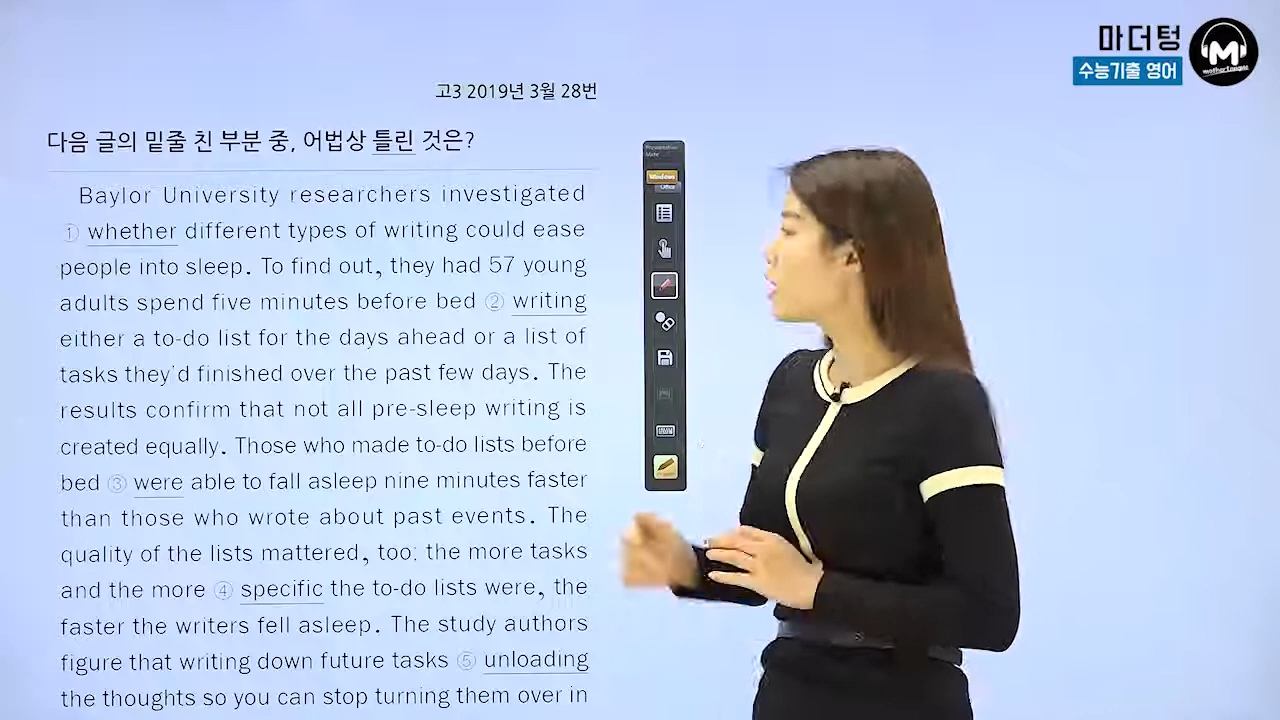 마더텅
수능기출 영어
고3 2019년 3월 28번
다음 글의 밑줄 친 부분 중, 어법상 틀린 것은?
Baylor University researchers investigated
① whether different types of writing could ease
people into sleep. To find out, they had 57 young
adults spend five minutes before bed ② writing
either a to-do list for the days ahead or a list of
tasks they'd finished over the past few days. The
results confirm that not all pre-sleep writing is
created equally. Those who made to-do lists before
bed ③ were able to fall asleep nine minutes faster
than those who wrote about past events. The
quality of the lists mattered, too: the more tasks
and the more ④ specific the to-do lists were, the
faster the writers fell asleep. The study authors
figure that writing down future tasks ⑤ unloading
the thoughts so you can stop turning them over in
Windows
Office